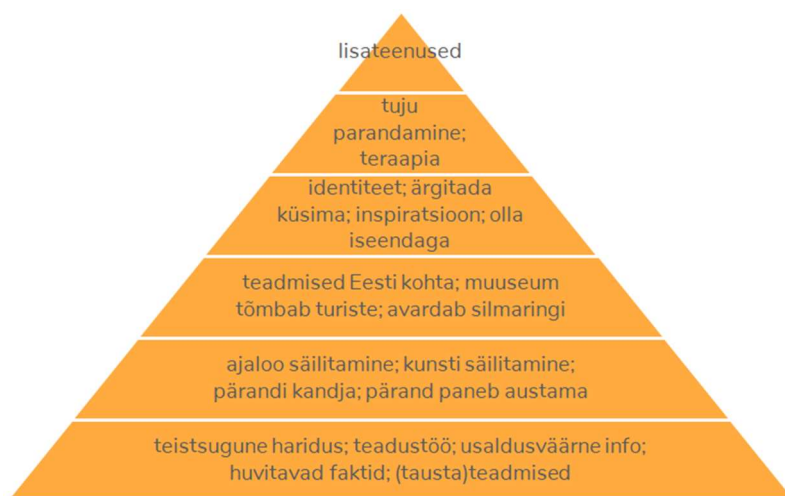 lisateenused
tuju
parandamine;
teraapia
identiteet; ärgitada
küsima; inspiratsioon; olla
iseendaga
teadmised Eesti kohta; muuseum
tõmbab turiste; avardab silmaringi
ajaloo säilitamine; kunsti säilitamine;
pärandi kandja; pärand paneb austama
teistsugune haridus; teadustöö; usaldusväärne info;
huvitavad faktid; (tausta)teadmised